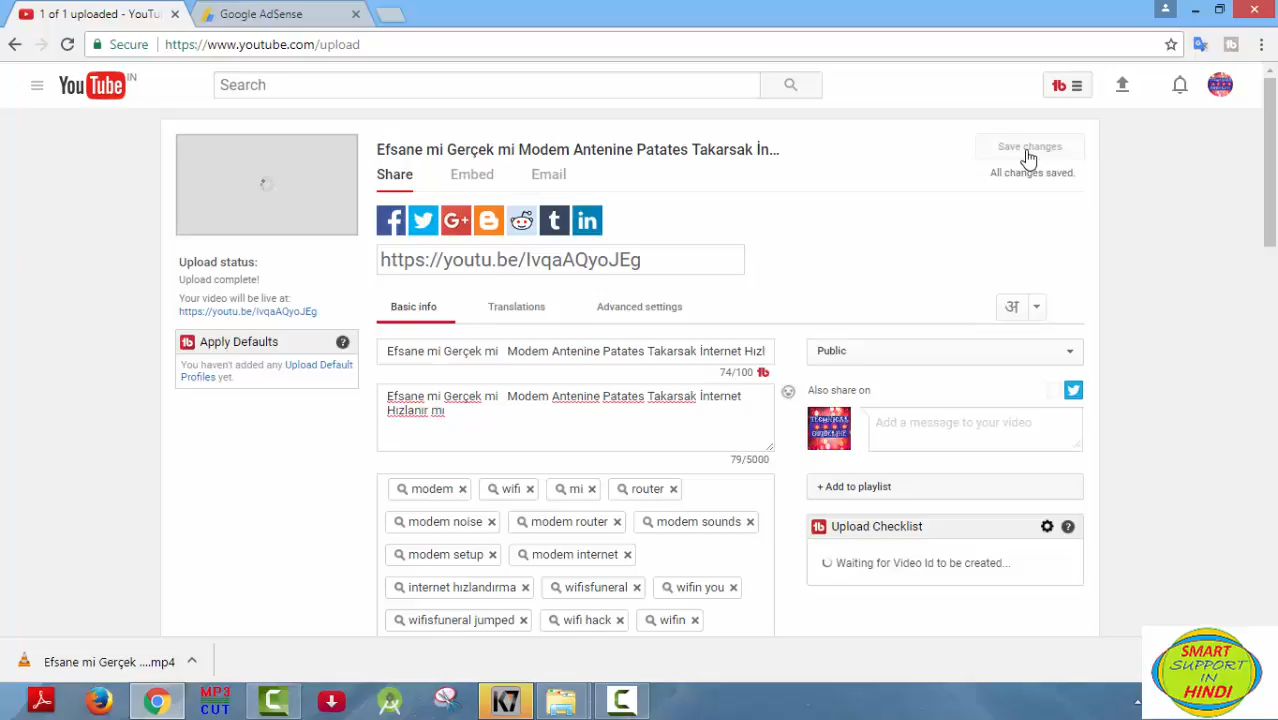 1 of 1 uploaded - YouTu
Google AdSense
Secure
https://www.youtube.com/upload
YouTube IN
Search
Efsane mi Gerçek mi Modem Antenine Patates Takarsak İn...
Save changes
All changes saved.
Share
Embed
Email
https://youtu.be/IvqaAQyoJEg
Upload status:
Upload complete!
Your video will be live at:
https://youtu.be/IvqaAQyoJEg
Basic info
Translations
Advanced settings
अ
Apply Defaults
You haven't added any Upload Default
Profiles yet.
Efsane mi Gerçek mi   Modem Antenine Patates Takarsak İnternet Hızl
74/100
Public
Efsane mi Gerçek mi   Modem Antenine Patates Takarsak İnternet
Hızlanır mı
79/5000
Also share on
TECHNICAL
Add a message to your video
modem
wifi
mi
router
modem noise
modem router
modem sounds
modem setup
modem internet
internet hızlandırma
wifisfuneral
wifin you
wifisfuneral jumped
wifi hack
wifin
+ Add to playlist
Upload Checklist
Waiting for Video Id to be created...
Efsane mi Gerçek ....mp4
MP3
CUT
SMART
SUPPORT
IN
HINDI